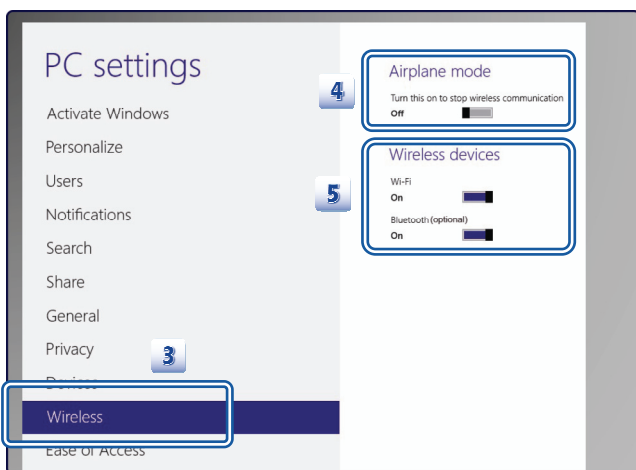 PC settings
Activate Windows
Personalize
Users
Notifications
Search
Share
General
Privacy
3
Devices
Wireless
Ease of Access
4
Airplane mode
Turn this on to stop wireless communication
Off
5
Wireless devices
Wi-Fi
On
Bluetooth (optional)
On